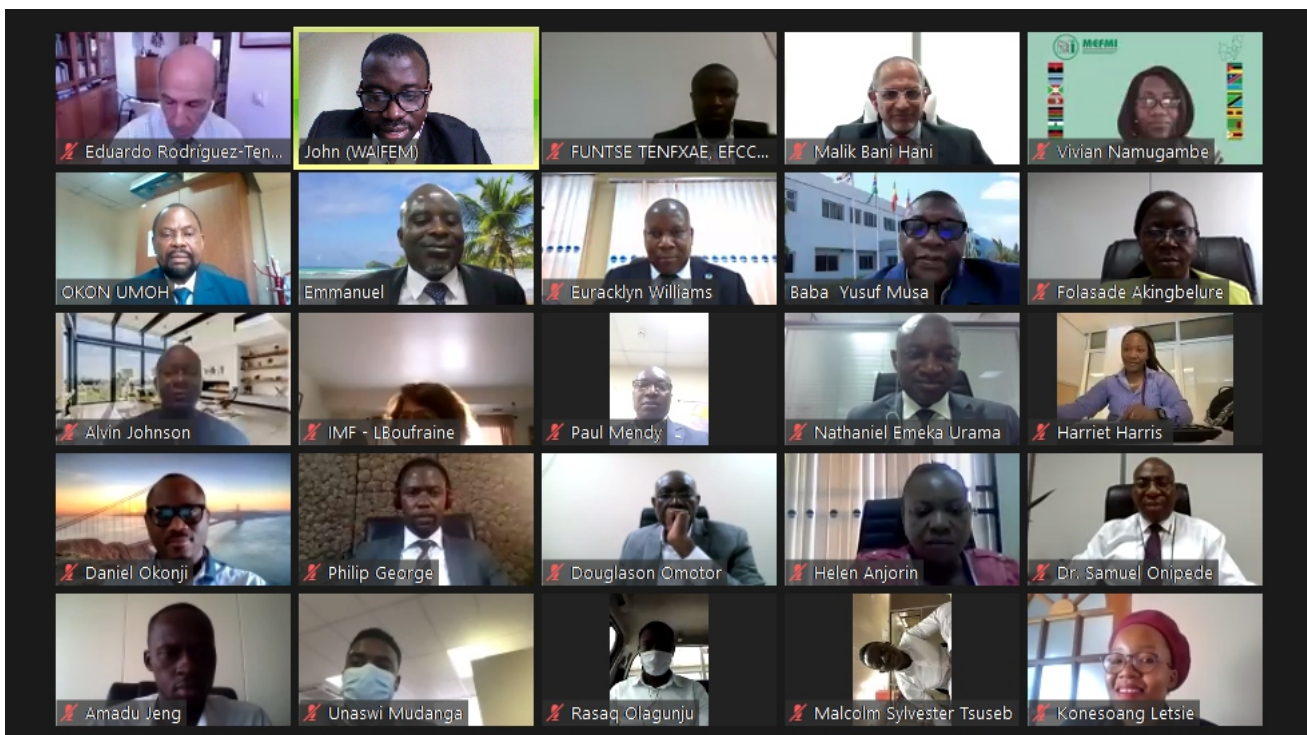 MEFMI
Eduardo Rodríguez-Ten...
John (WAIFEM)
FUNTSE TENFXAE, EFCC...
Malik Bani Hani
Vivian Namugambe
OKON UMOH
Emmanuel
Euracklyn Williams
Baba Yusuf Musa
Folasade Akingbelure
Alvin Johnson
IMF - LBoufraine
Paul Mendy
Nathaniel Emeka Urama
Harriet Harris
Daniel Okonji
Philip George
Douglason Omotor
Helen Anjorin
Dr. Samuel Onipede
Amadu Jeng
Unaswi Mudanga
Rasaq Olagunju
Malcolm Sylvester Tsuseb
Konesoang Letsie